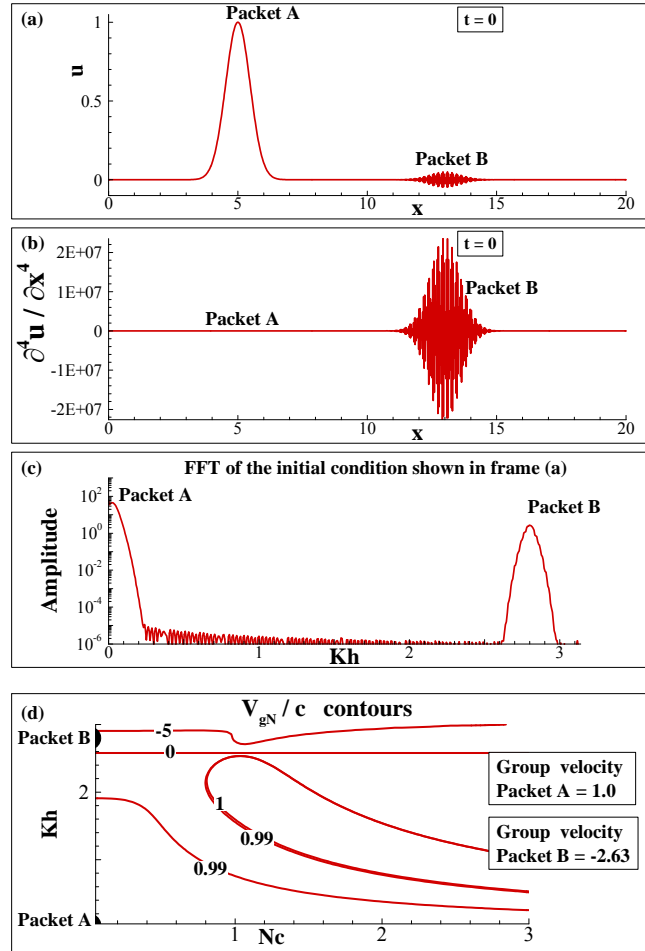 (a)
Packet A
t = 0
1
u
0.5
Packet B
0
0
5
10
15
20
x
(b)
t = 0
2E+07
1E+07
0
-1E+07
-2E+07
∂⁴u / ∂x⁴
Packet A
Packet B
0
5
10
15
20
x
(c)
FFT of the initial condition shown in frame (a)
10²
10⁰
10⁻²
10⁻⁴
10⁻⁶
Amplitude
Packet A
Packet B
0
1
2
3
Kh
(d)
V_gN / c contours
Packet B
-5
0
2
Kh
1
0.99
0.99
Group velocity
Packet A = 1.0
Group velocity
Packet B = -2.63
Packet A
1
2
3
Nc